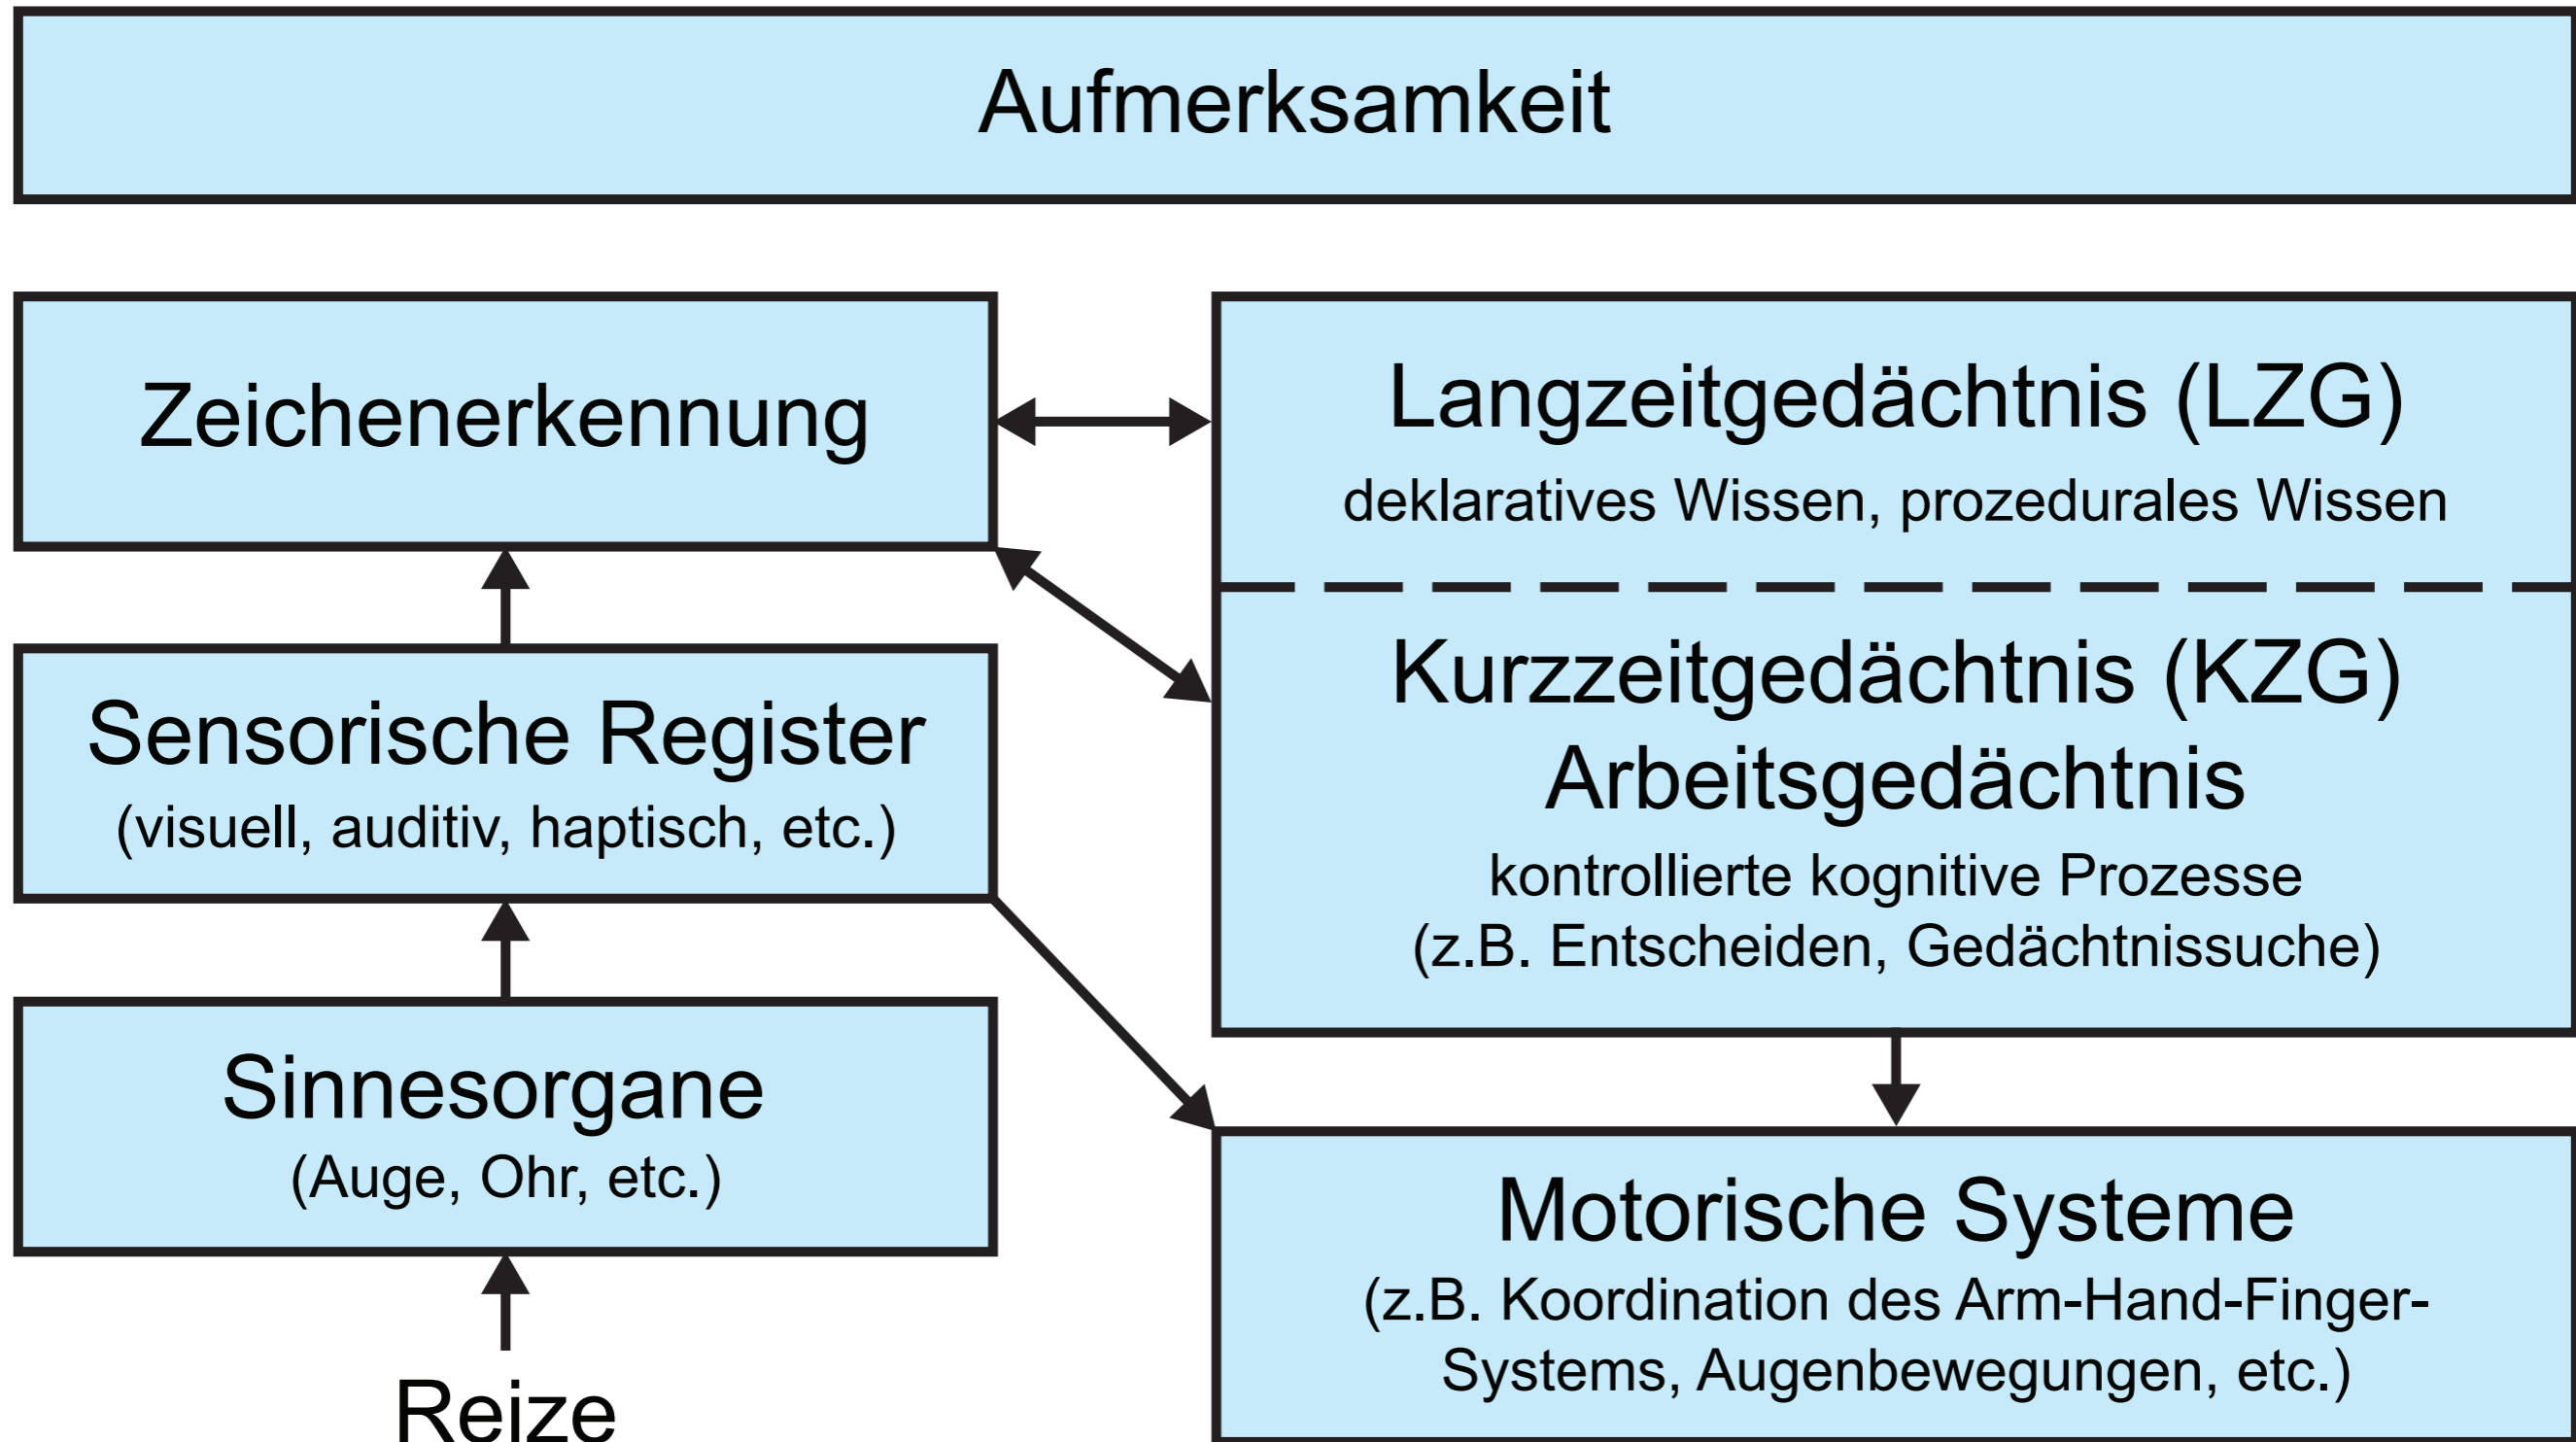 Aufmerksamkeit
Zeichenerkennung
Sensorische Register
(visuell, auditiv, haptisch, etc.)
Sinnesorgane
(Auge, Ohr, etc.)
Reize
Langzeitgedächtnis (LZG)
deklaratives Wissen, prozedurales Wissen
Kurzzeitgedächtnis (KZG)
Arbeitsgedächtnis
kontrollierte kognitive Prozesse
(z.B. Entscheiden, Gedächtnissuche)
Motorische Systeme
(z.B. Koordination des Arm-Hand-Finger-
Systems, Augenbewegungen, etc.)